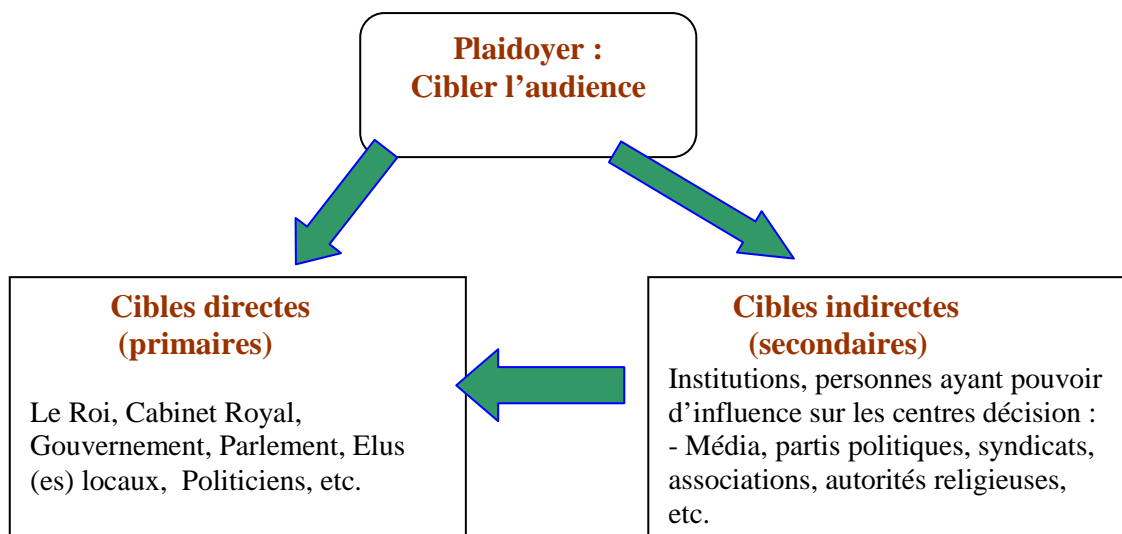 Plaidoyer :
Cibler l’audience
Cibles directes
(primaires)
Le Roi, Cabinet Royal,
Gouvernement, Parlement, Elus
(es) locaux, Politiciens, etc.
Cibles indirectes
(secondaires)
Institutions, personnes ayant pouvoir
d’influence sur les centres décision :
- Média, partis politiques, syndicats,
associations, autorités religieuses,
etc.